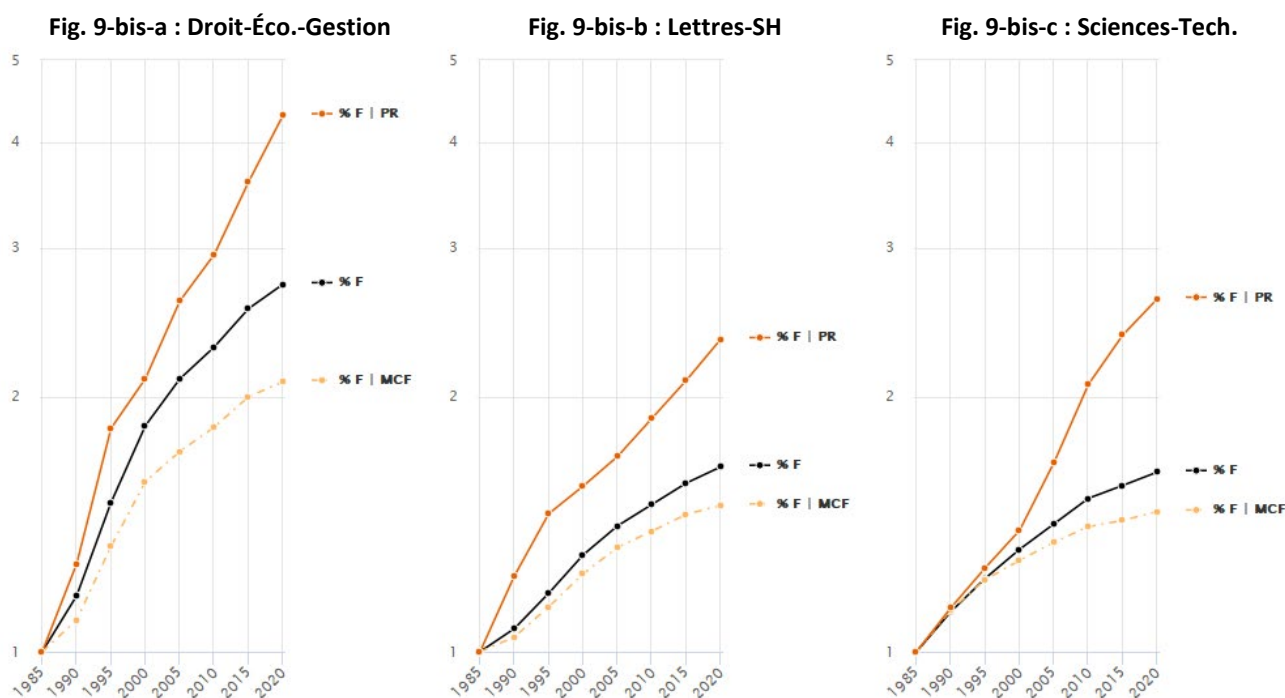 Fig. 9-bis-a : Droit-Éco.-Gestion
5
4
3
2
1
% F | PR
% F
% F | MCF
1985 1990 1995 2000 2005 2010 2015 2020
Fig. 9-bis-b : Lettres-SH
5
4
3
2
1
% F | PR
% F
% F | MCF
1985 1990 1995 2000 2005 2010 2015 2020
Fig. 9-bis-c : Sciences-Tech.
5
4
3
2
1
% F | PR
% F
% F | MCF
1985 1990 1995 2000 2005 2010 2015 2020